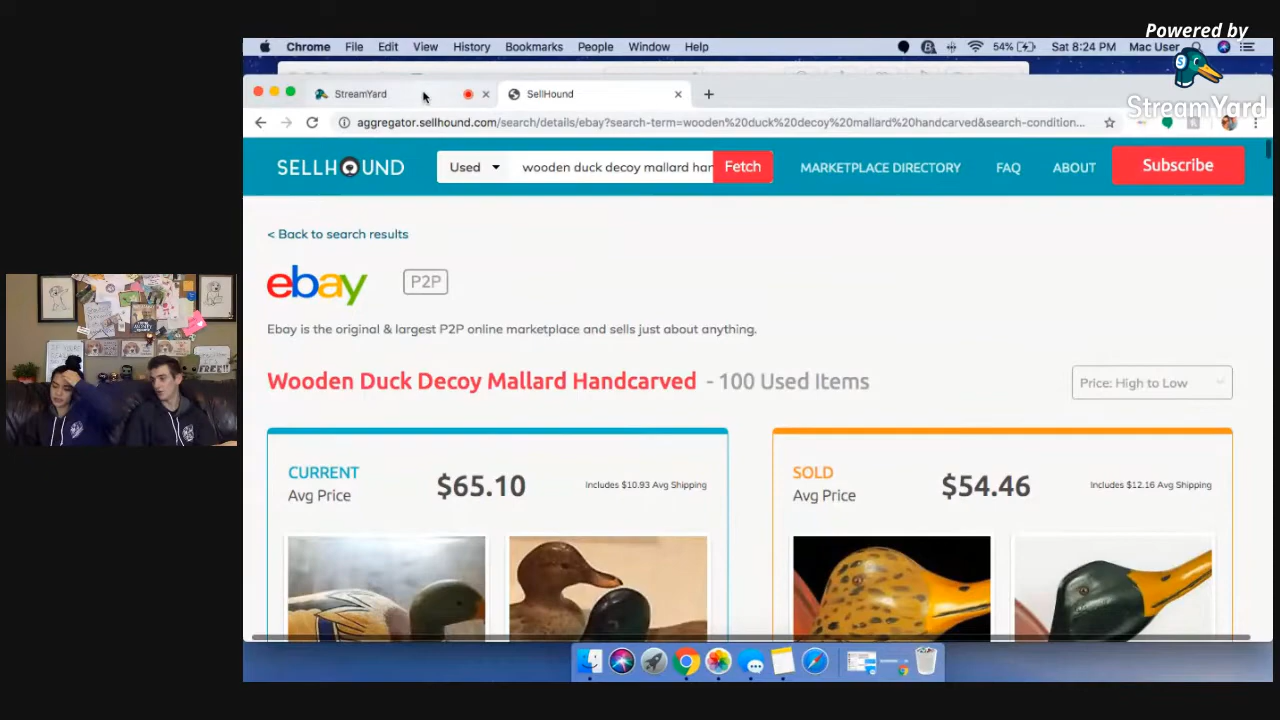 Powered by
StreamYard
Chrome File Edit View History Bookmarks People Window Help 54% Sat 8:24 PM Mac User
StreamYard SellHound
aggregator.sellhound.com/search/details/ebay?search-term=wooden%20duck%20decoy%20mallard%20handcarved&search-condition...
SELLHOUND Used wooden duck decoy mallard har Fetch MARKETPLACE DIRECTORY FAQ ABOUT Subscribe
< Back to search results
ebay P2P
Ebay is the original & largest P2P online marketplace and sells just about anything.
Wooden Duck Decoy Mallard Handcarved - 100 Used Items Price: High to Low
CURRENT
Avg Price
$65.10
Includes $10.93 Avg Shipping
SOLD
Avg Price
$54.46
Includes $12.16 Avg Shipping
FREE!!